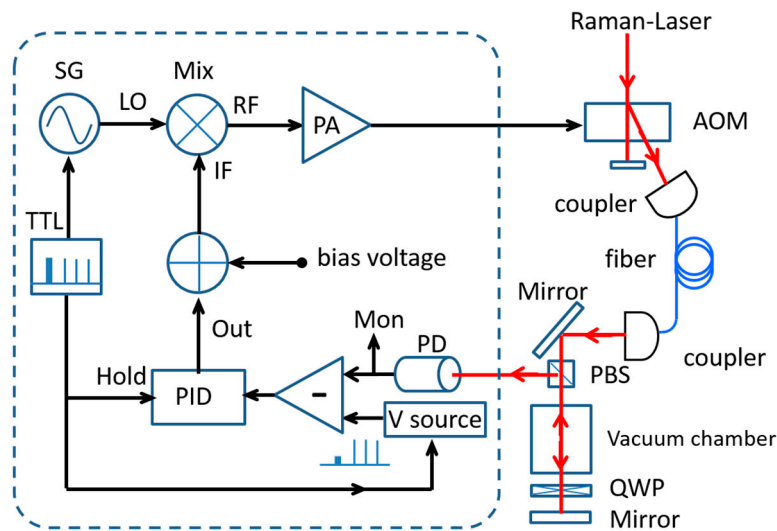 Raman-Laser
SG
Mix
LO
RF
PA
AOM
IF
coupler
TTL
bias voltage
fiber
Mirror
Out
Mon
PD
coupler
Hold
PID
-
PBS
V source
Vacuum chamber
QWP
Mirror